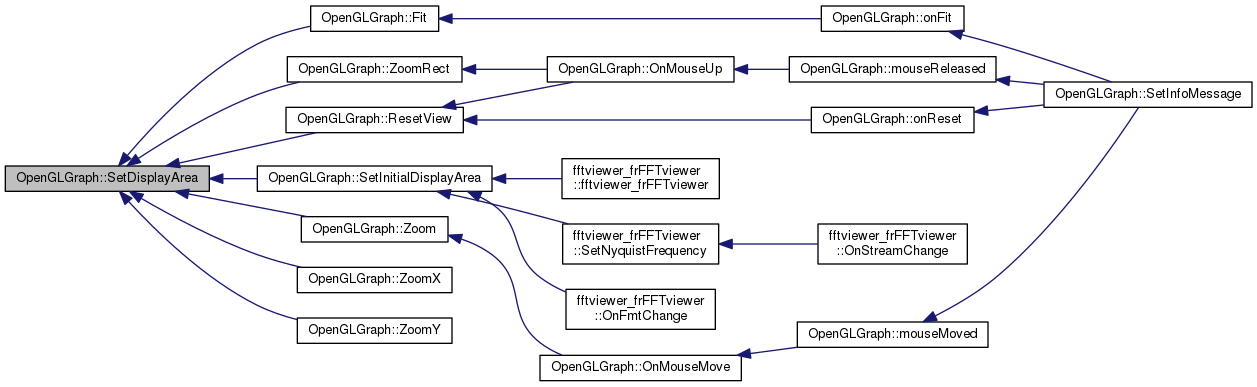 OpenGLGraph::Fit
OpenGLGraph::onFit
OpenGLGraph::ZoomRect
OpenGLGraph::OnMouseUp
OpenGLGraph::mouseReleased
OpenGLGraph::SetInfoMessage
OpenGLGraph::ResetView
OpenGLGraph::onReset
OpenGLGraph::SetDisplayArea
OpenGLGraph::SetInitialDisplayArea
fftviewer_frFFTviewer
::fftviewer_frFFTviewer
OpenGLGraph::Zoom
fftviewer_frFFTviewer
::SetNyquistFrequency
fftviewer_frFFTviewer
::OnStreamChange
OpenGLGraph::ZoomX
fftviewer_frFFTviewer
::OnFmtChange
OpenGLGraph::ZoomY
OpenGLGraph::mouseMoved
OpenGLGraph::OnMouseMove